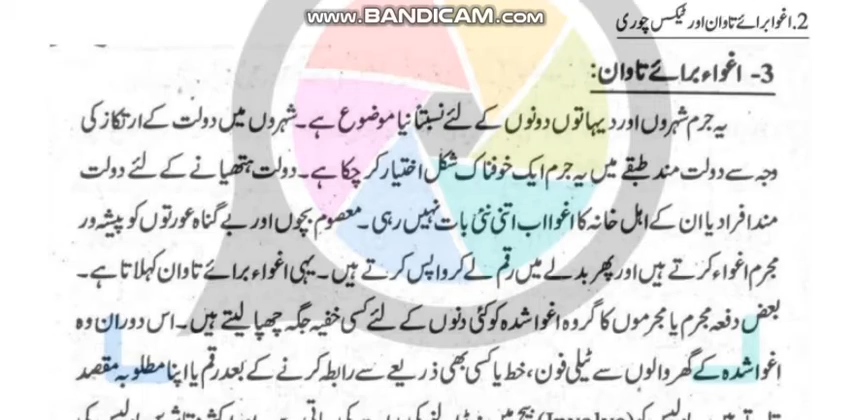 www.BANDICAM.com
2. اغوا برائے تاوان اور ٹیکس چوری
3- اغواء برائے تاوان:
یہ جرم شہروں اور دیہاتوں دونوں کے لئے نسبتاً نیا موضوع ہے۔ شہروں میں دولت کے ارتکاز کی
وجہ سے دولت مند طبقے میں یہ جرم ایک خوفناک شکل اختیار کر چکا ہے۔ دولت ہتھیانے کے لئے دولت
مند افراد یا ان کے اہل خانہ کا اغوا اب اتنی نئی بات نہیں رہی۔ معصوم بچوں اور بے گناہ عورتوں کو پیشہ ور
مجرم اغواء کرتے ہیں اور پھر بدلے میں رقم لے کر واپس کرتے ہیں۔ یہی اغواء برائے تاوان کہلاتا ہے۔
بعض دفعہ مجرم یا مجرموں کا گروہ اغوا شدہ کو کئی دنوں کے لئے کسی خفیہ جگہ چھپا لیتے ہیں۔ اس دوران وہ
اغوا شدہ کے گھر والوں سے ٹیلی فون، خط یا کسی بھی ذریعے سے رابطہ کرنے کے بعد رقم یا اپنا مطلوبہ مقصد